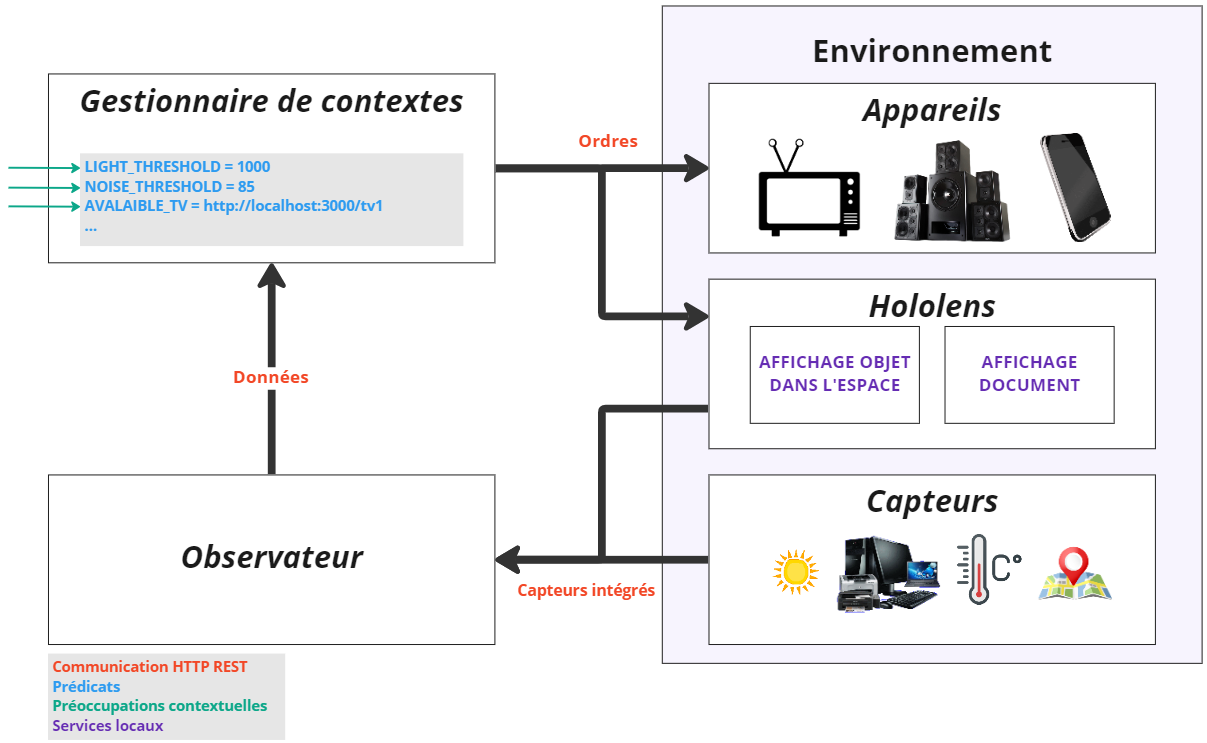 Environnement
Gestionnaire de contextes
LIGHT_THRESHOLD = 1000
NOISE_THRESHOLD = 85
AVALAIBLE_TV = http://localhost:3000/tv1
...
Ordres
Appareils
Hololens
AFFICHAGE OBJET
DANS L'ESPACE
AFFICHAGE
DOCUMENT
Données
Observateur
Capteurs intégrés
Capteurs
C°
Communication HTTP REST
Prédicats
Préoccupations contextuelles
Services locaux